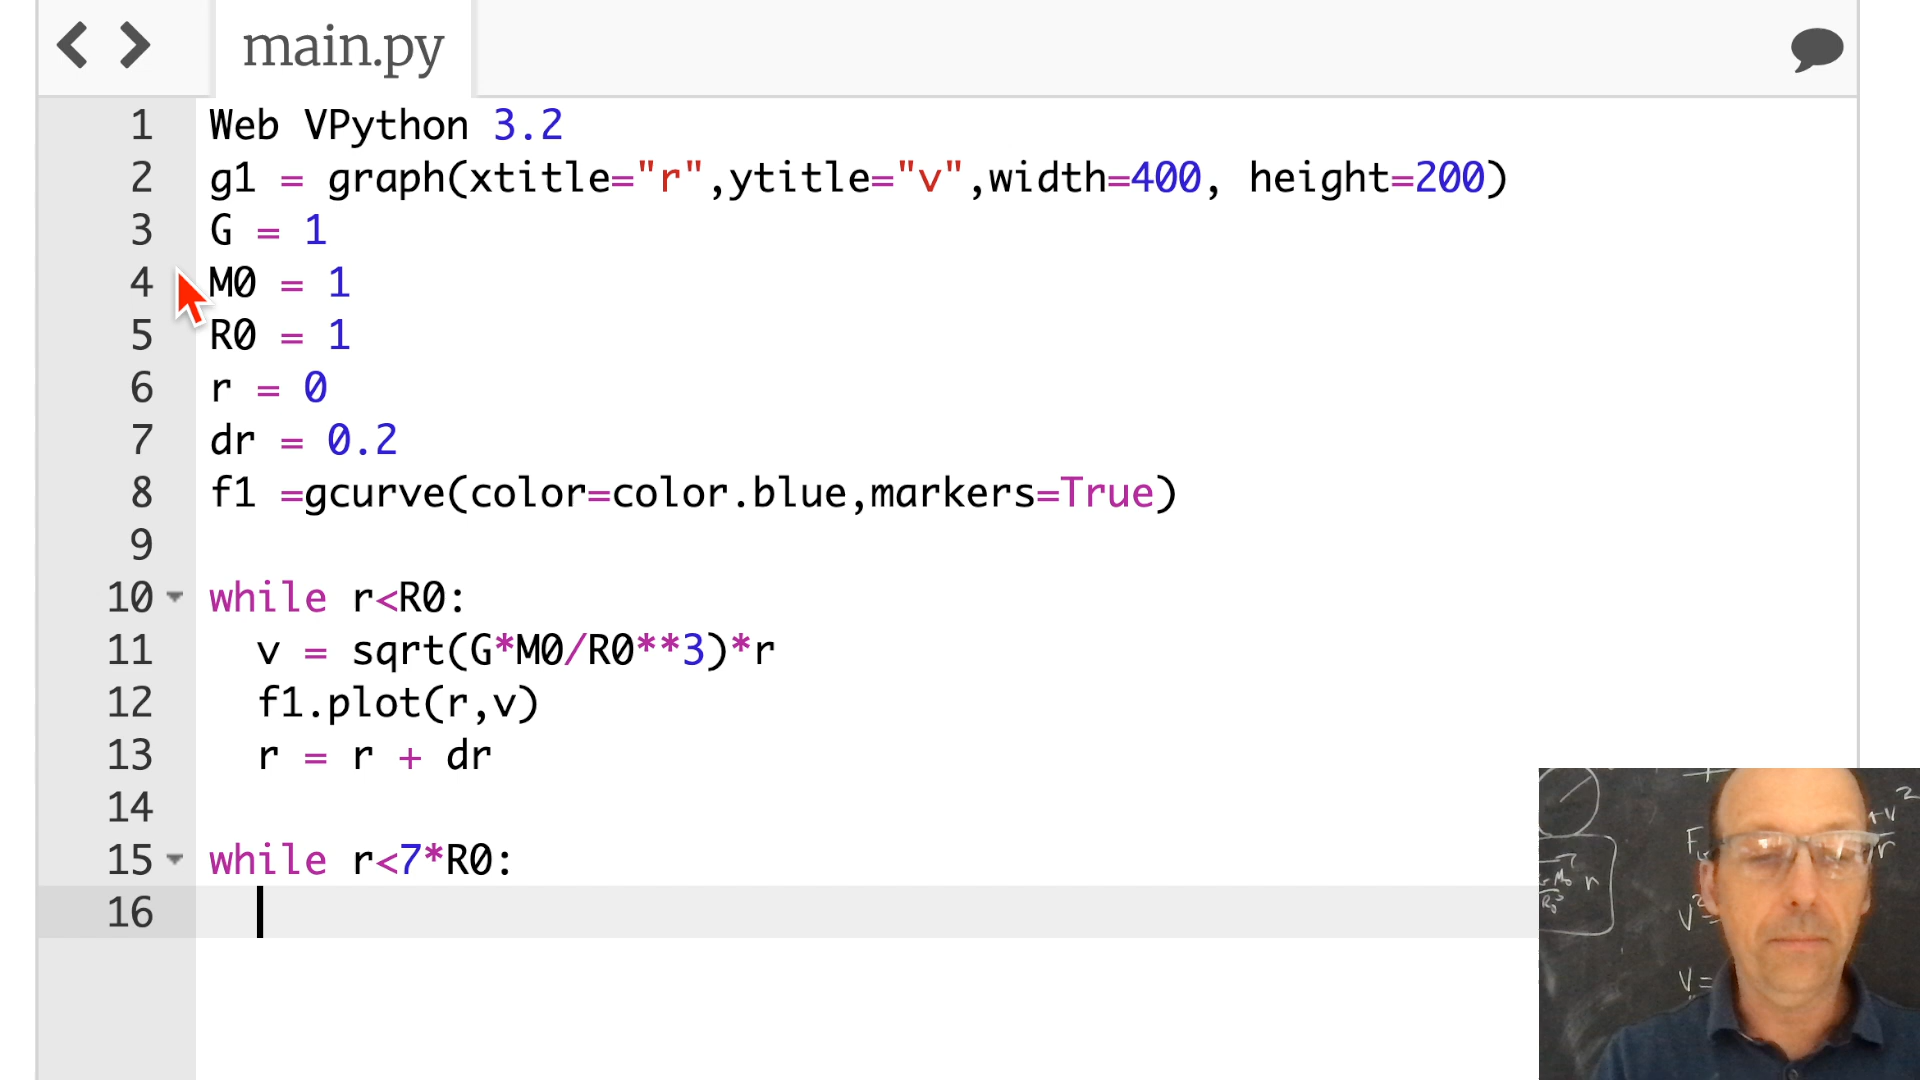 main.py
1 Web VPython 3.2
2 g1 = graph(xtitle="r",ytitle="v",width=400, height=200)
3 G = 1
4 M0 = 1
5 R0 = 1
6 r = 0
7 dr = 0.2
8 f1 =gcurve(color=color.blue,markers=True)
9
10 while r<R0:
11 v = sqrt(G*M0/R0**3)*r
12 f1.plot(r,v)
13 r = r + dr
14
15 while r<7*R0:
16